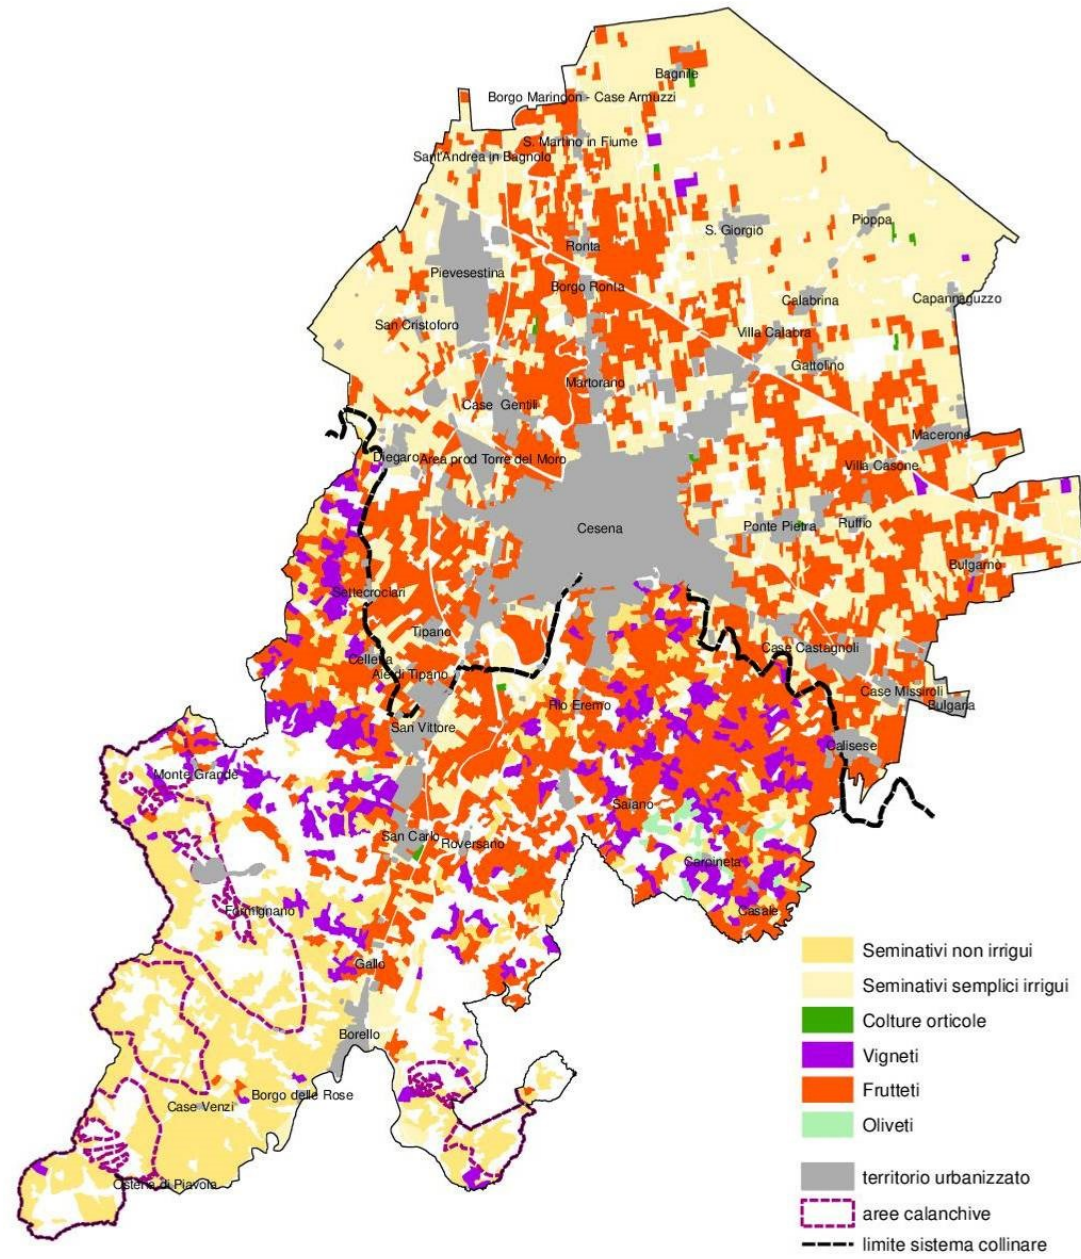 Bagnile
Borgo Maringon - Case Armuzzi
S. Martino in Fiume
Sant'Andrea in Bagnolo
Pioppa
S. Giorgio
Ronta
Pievesestina
Borgo Ronta
Calabrina
Capannaguzzo
San Cristoforo
Villa Calabra
Gattolino
Martorano
Case Gentili
Macerone
Diegaro
Area prod Torre del Moro
Villa Casone
Cesena
Ponte Pietra
Ruffio
Bulgarnò
Settecrociari
Tipano
Case Castagnoli
Celletta
Aie di Tipano
Case Missiroli
Rio Eremo
Bulgaria
San Vittore
Calisese
Monte Grande
Saiano
San Carlo
Roversano
Carpineta
Formignano
Casale
Gallo
Borello
Borgo delle Rose
Case Venzi
Osteria di Piavola
Seminativi non irrigui
Seminativi semplici irrigui
Colture orticole
Vigneti
Frutteti
Oliveti
territorio urbanizzato
aree calanchive
limite sistema collinare